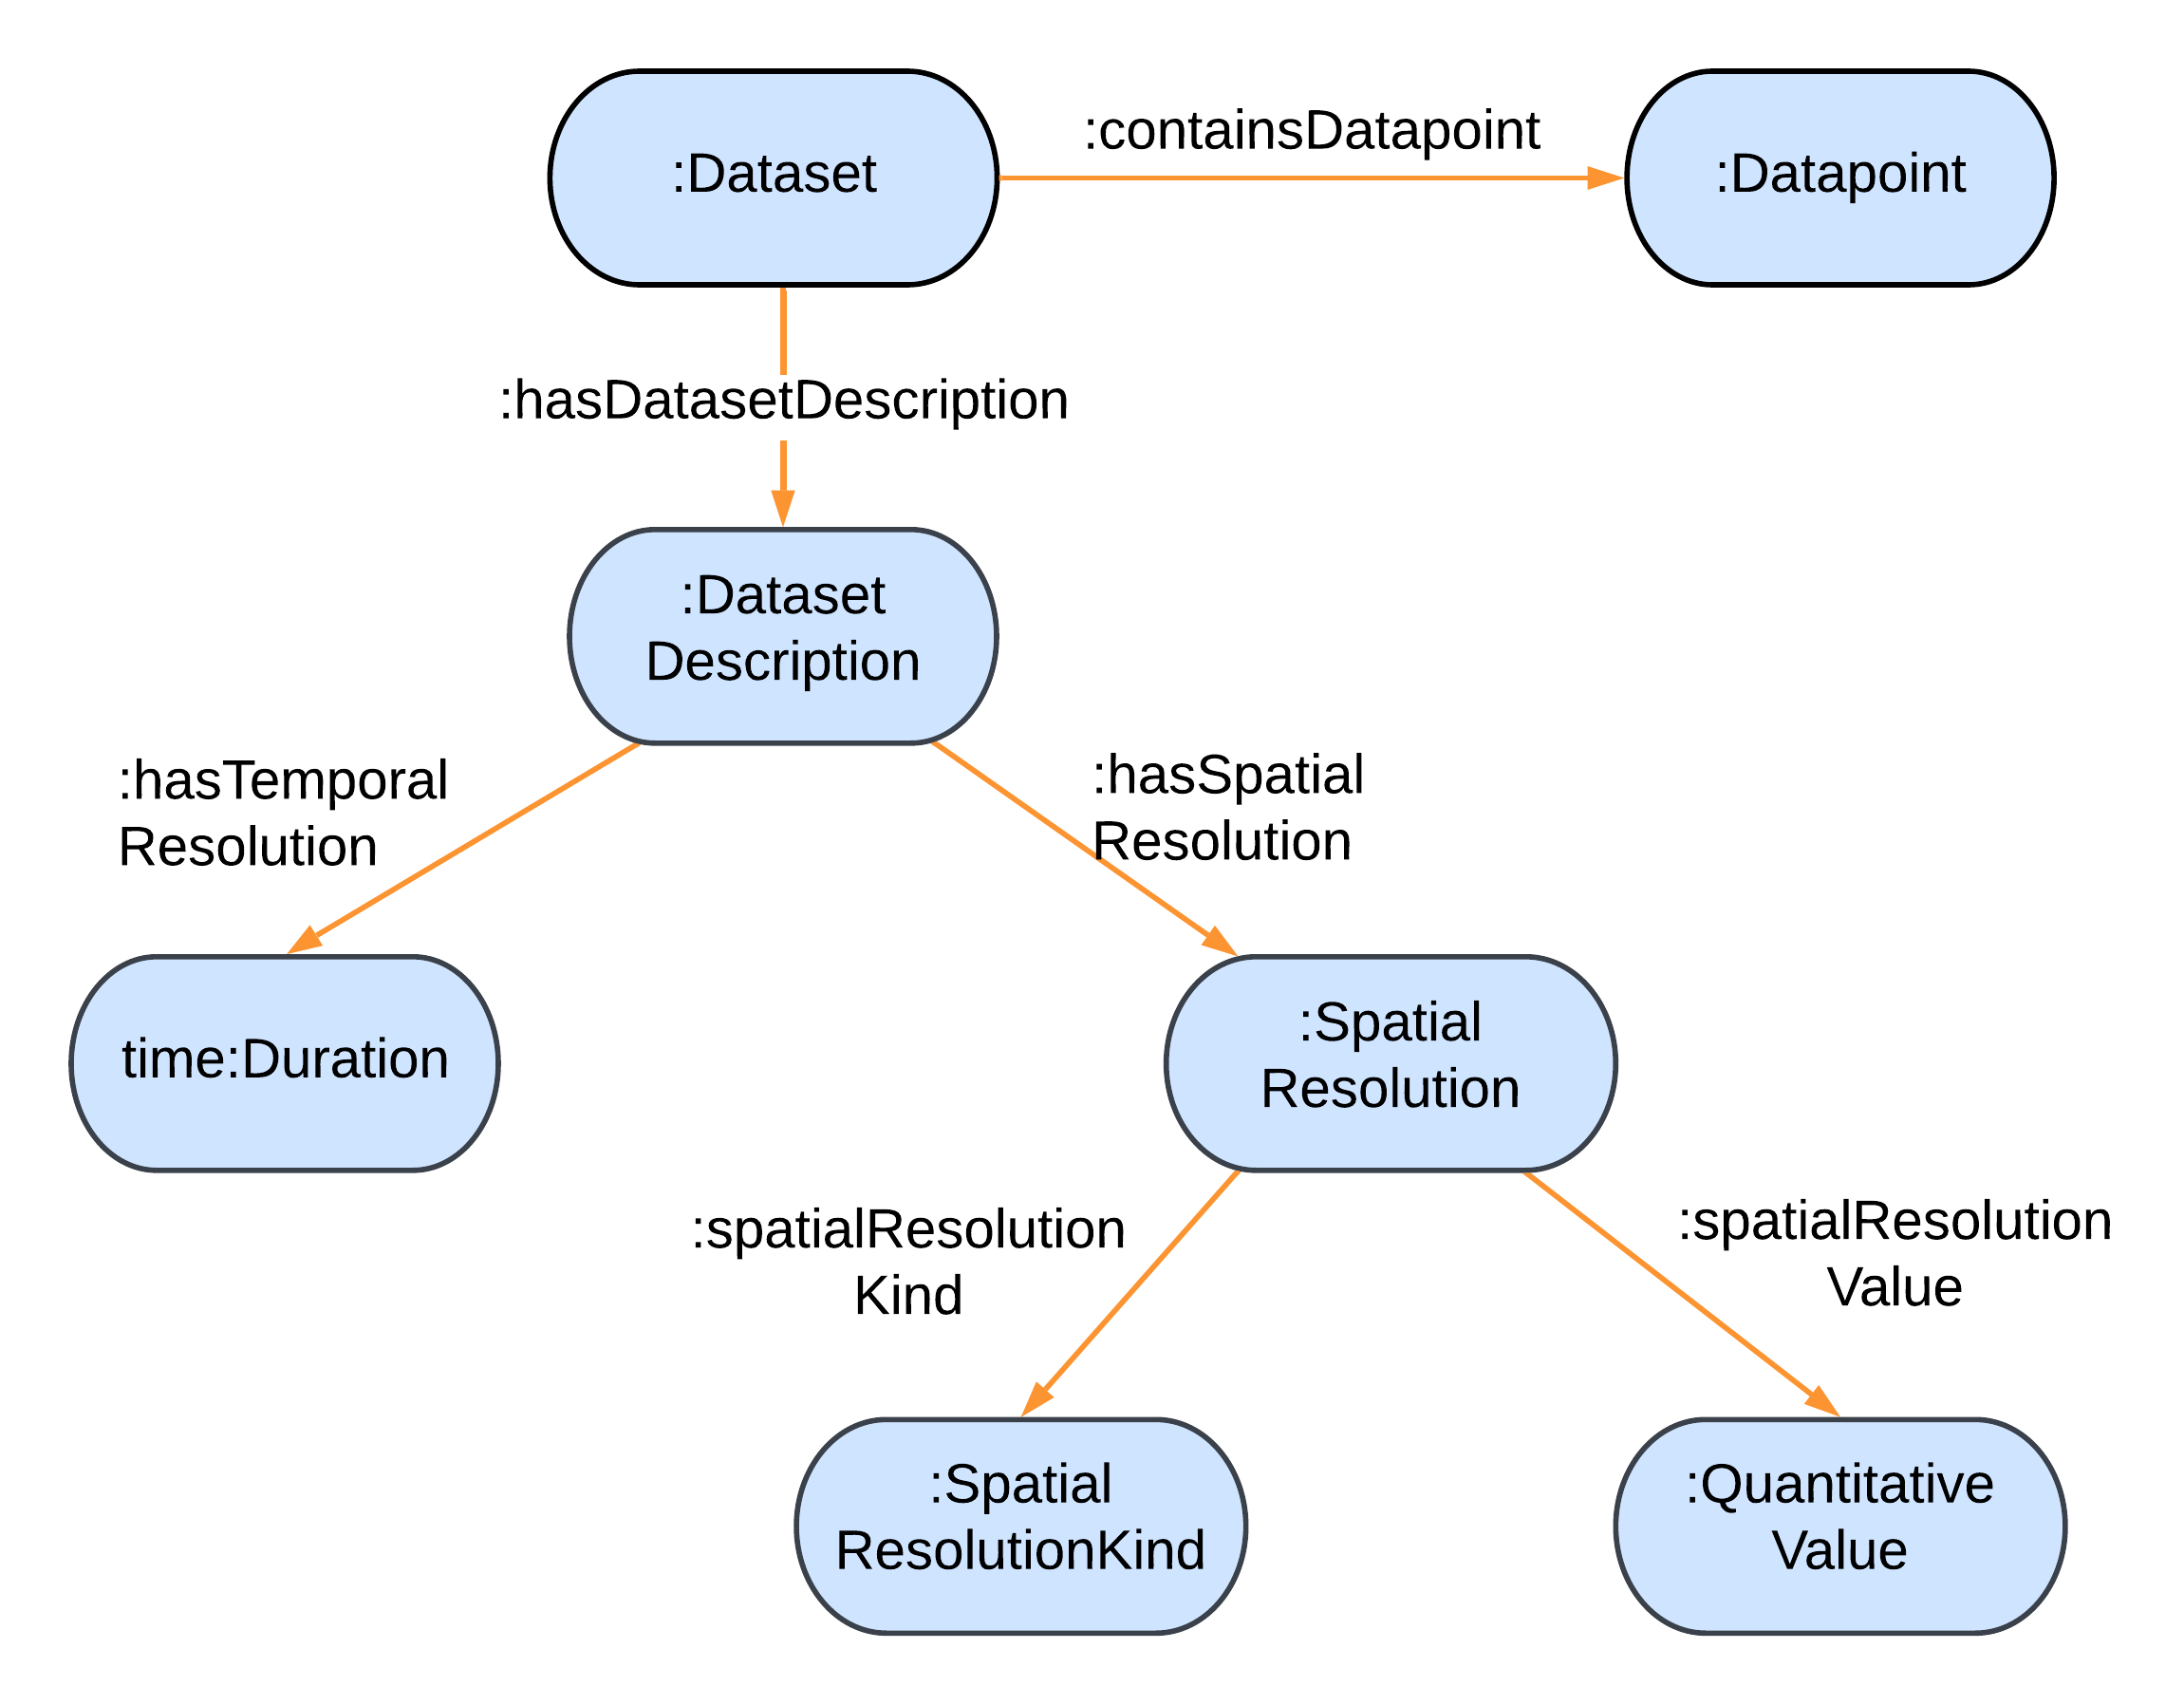 :Dataset
:containsDatapoint
:Datapoint
:hasDatasetDescription
:Dataset
Description
:hasTemporal
Resolution
:hasSpatial
Resolution
time:Duration
:Spatial
Resolution
:spatialResolution
Kind
:spatialResolution
Value
:Spatial
ResolutionKind
:Quantitative
Value